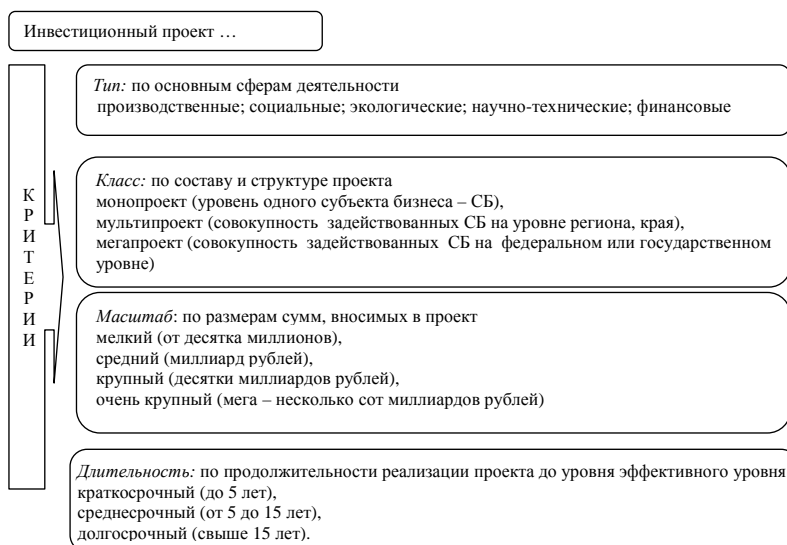 Инвестиционный проект …
КРИТЕРИИ
Тип: по основным сферам деятельности
производственные; социальные; экологические; научно-технические; финансовые
Класс: по составу и структуре проекта
монопроект (уровень одного субъекта бизнеса – СБ),
мультипроект (совокупность задействованных СБ на уровне региона, края),
мегапроект (совокупность задействованных СБ на федеральном или государственном
уровне)
Масштаб: по размерам сумм, вносимых в проект
мелкий (от десятка миллионов),
средний (миллиард рублей),
крупный (десятки миллиардов рублей),
очень крупный (мега – несколько сот миллиардов рублей)
Длительность: по продолжительности реализации проекта до уровня эффективного уровня
краткосрочный (до 5 лет),
среднесрочный (от 5 до 15 лет),
долгосрочный (свыше 15 лет).